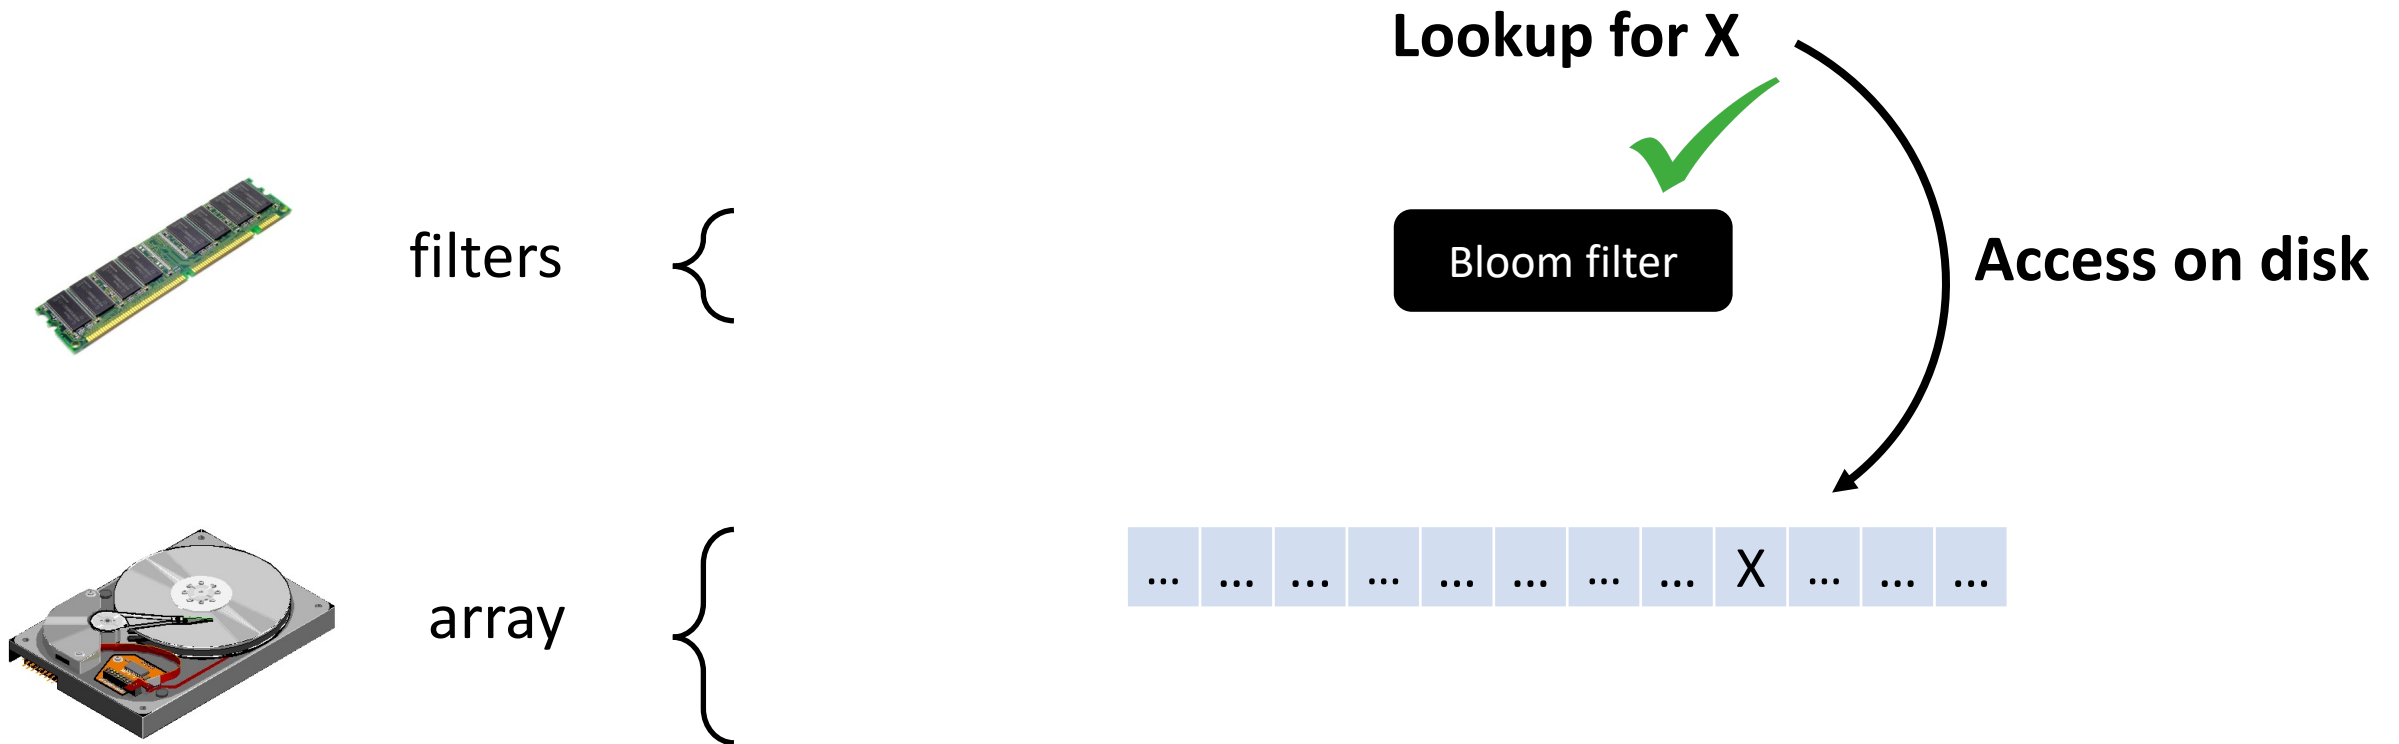 Lookup for X
filters
Bloom filter
Access on disk
array
... ... ... ... ... ... ... ... X ... ... ...